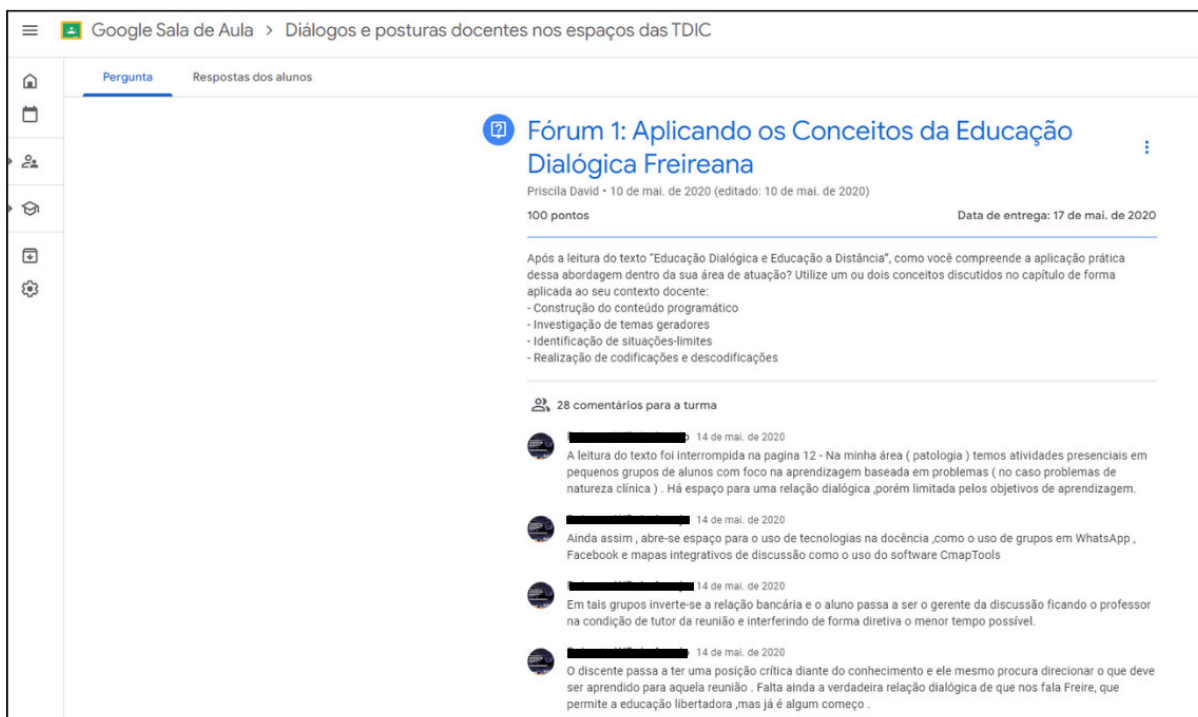 Google Sala de Aula > Diálogos e posturas docentes nos espaços das TDIC
Pergunta Respostas dos alunos
Fórum 1: Aplicando os Conceitos da Educação
Dialógica Freireana
Priscila David • 10 de mai. de 2020 (editado: 10 de mai. de 2020)
100 pontos Data de entrega: 17 de mai. de 2020
Após a leitura do texto “Educação Dialógica e Educação a Distância”, como você compreende a aplicação prática
dessa abordagem dentro da sua área de atuação? Utilize um ou dois conceitos discutidos no capítulo de forma
aplicada ao seu contexto docente:
- Construção do conteúdo programático
- Investigação de temas geradores
- Identificação de situações-limites
- Realização de codificações e descodificações
28 comentários para a turma
14 de mai. de 2020
A leitura do texto foi interrompida na pagina 12 - Na minha área ( patologia ) temos atividades presenciais em
pequenos grupos de alunos com foco na aprendizagem baseada em problemas ( no caso problemas de
natureza clínica ) . Há espaço para uma relação dialógica ,porém limitada pelos objetivos de aprendizagem.
14 de mai. de 2020
Ainda assim , abre-se espaço para o uso de tecnologias na docência ,como o uso de grupos em WhatsApp ,
Facebook e mapas integrativos de discussão como o uso do software CmapTools
14 de mai. de 2020
Em tais grupos inverte-se a relação bancária e o aluno passa a ser o gerente da discussão ficando o professor
na condição de tutor da reunião e interferindo de forma diretiva o menor tempo possível.
14 de mai. de 2020
O discente passa a ter uma posição crítica diante do conhecimento e ele mesmo procura direcionar o que deve
ser aprendido para aquela reunião . Falta ainda a verdadeira relação dialógica de que nos fala Freire, que
permite a educação libertadora ,mas já é algum começo .